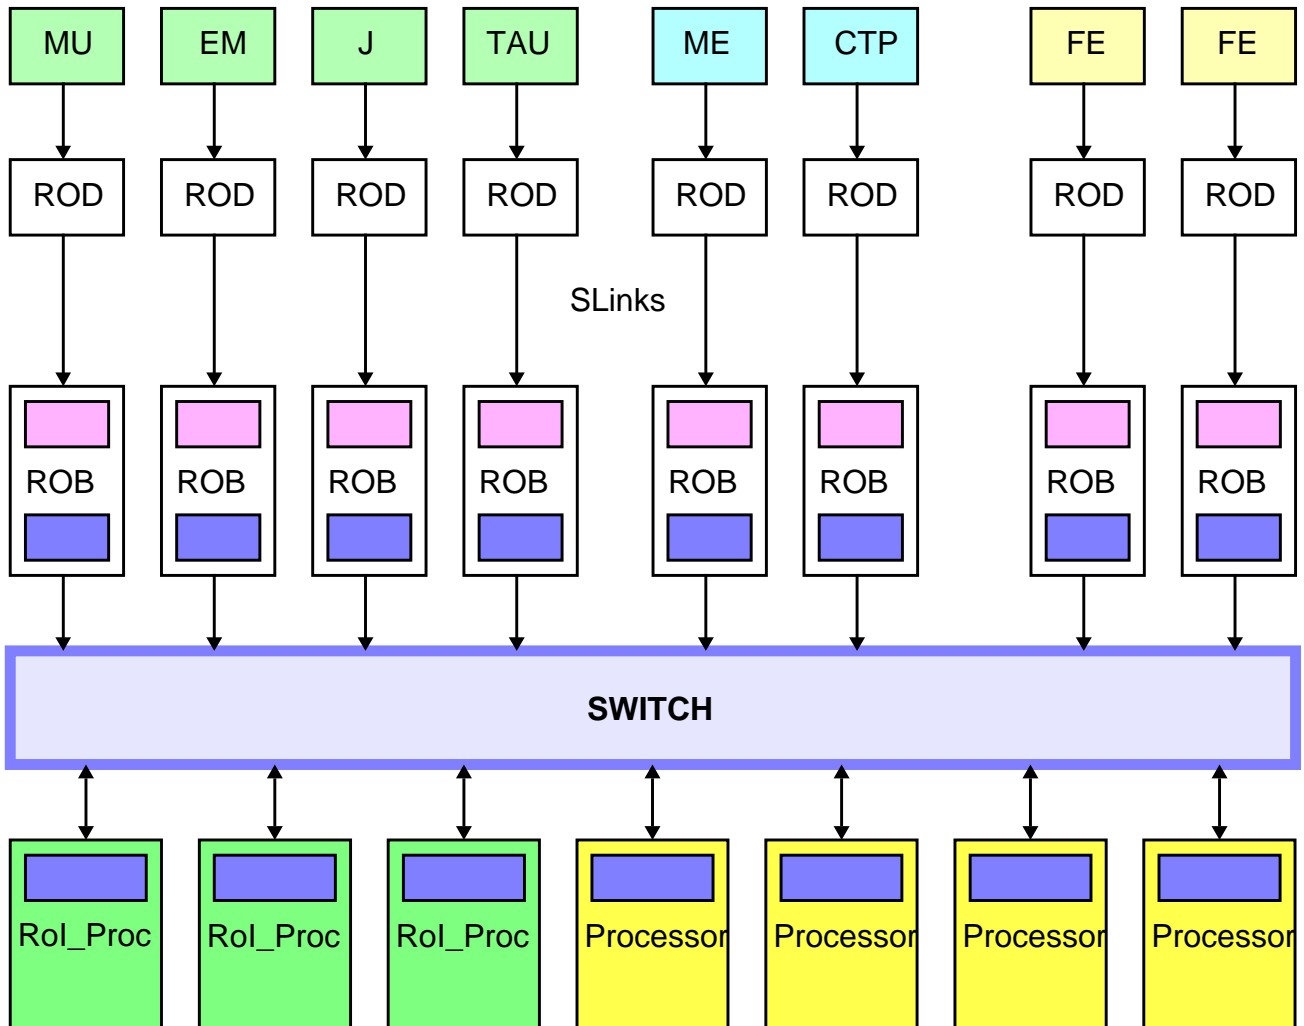 MU EM J TAU ME CTP FE FE
ROD ROD ROD ROD ROD ROD ROD ROD
SLinks
ROB ROB ROB ROB ROB ROB ROB ROB
SWITCH
RoI_Proc RoI_Proc RoI_Proc Processor Processor Processor Processor